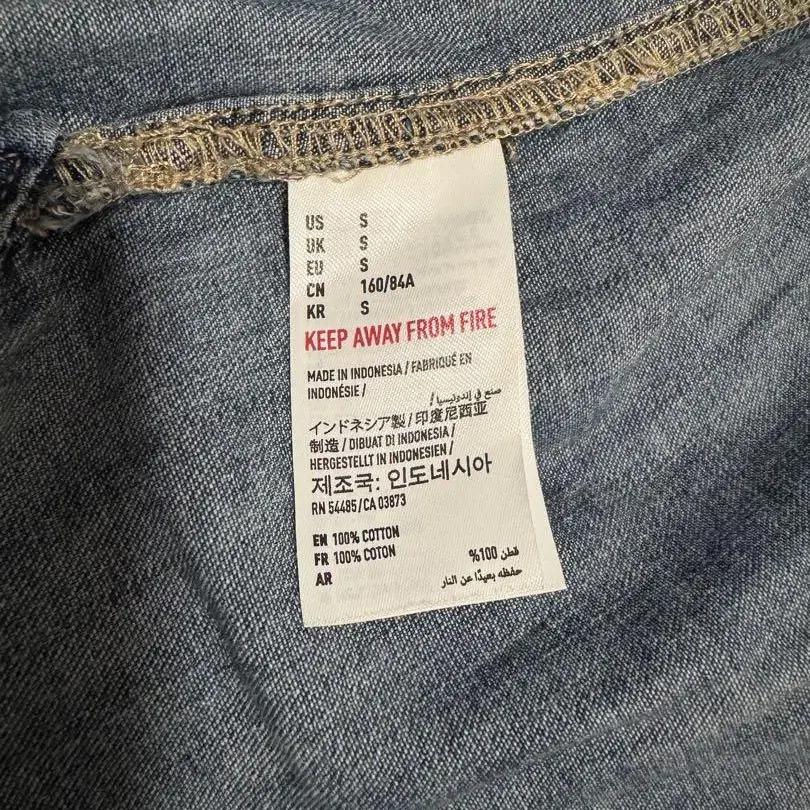 US S
UK S
EU S
CN 160/84A
KR S
KEEP AWAY FROM FIRE
MADE IN INDONESIA / FABRIQUÉ EN
INDONÉSIE /
صنع في إندونيسيا /
インドネシア製 / 印度尼西亚
制造 / DIBUAT DI INDONESIA /
HERGESTELLT IN INDONESIEN /
제조국: 인도네시아
RN 54485 / CA 03873
EN 100% COTTON
FR 100% COTON
AR قطن 100%
حفظه بعيدًا عن النار